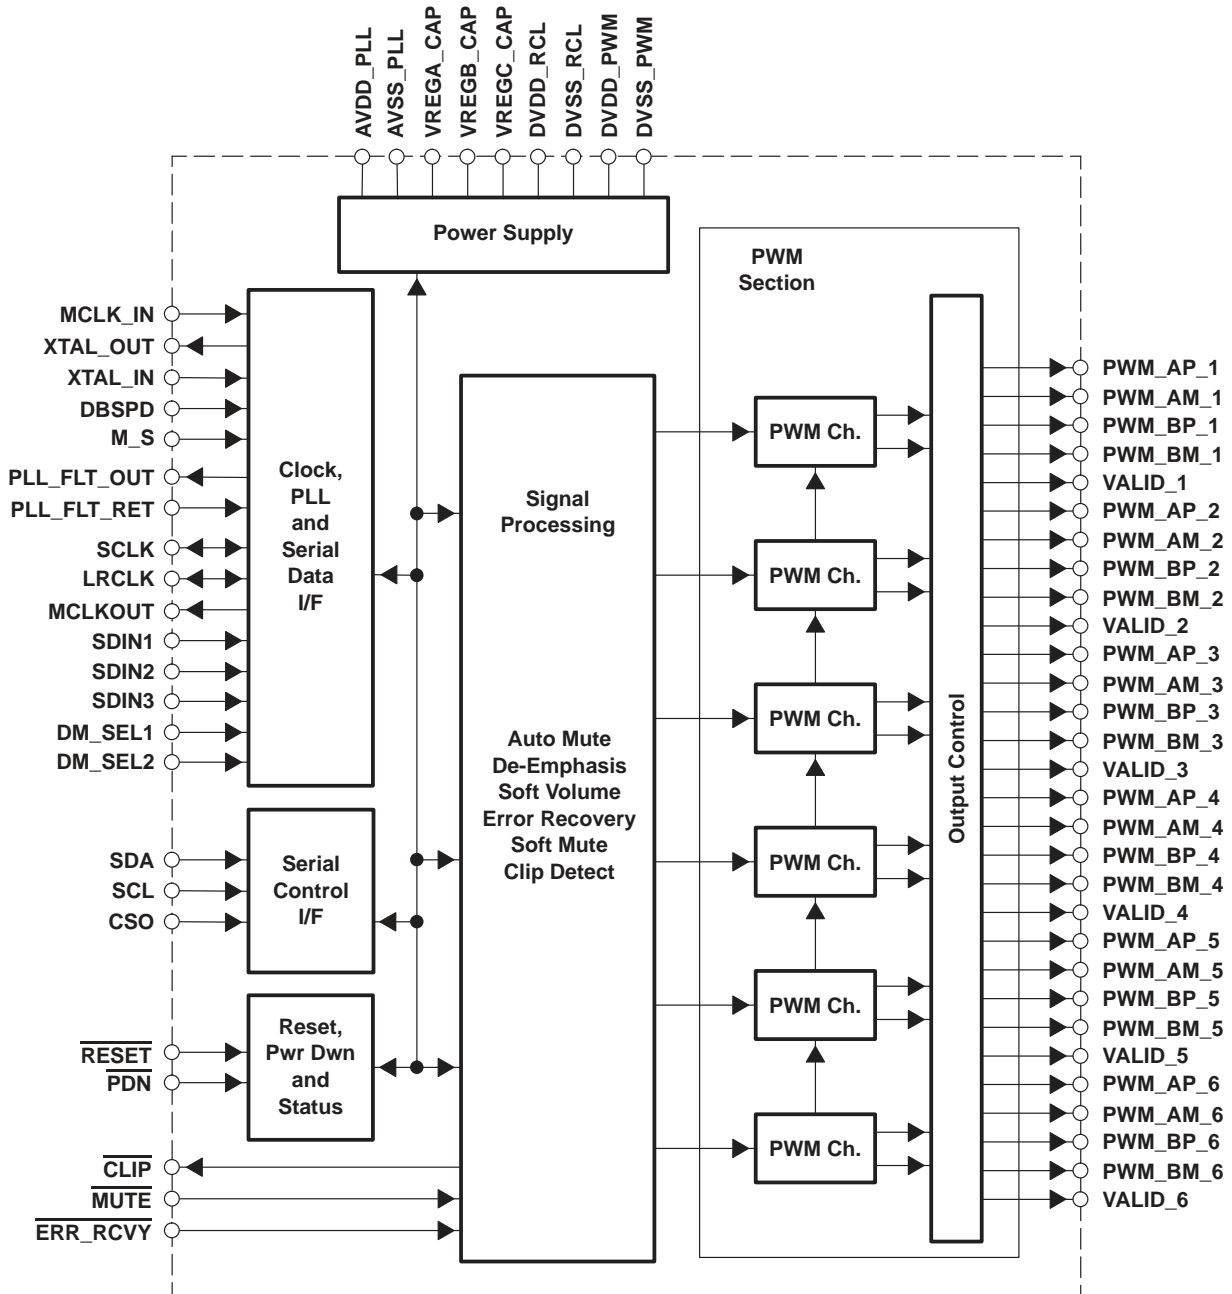 AVDD_PLL
AVSS_PLL
VREGA_CAP
VREGB_CAP
VREGC_CAP
DVDD_RCL
DVSS_RCL
DVDD_PWM
DVSS_PWM
Power Supply
PWM
Section
MCLK_IN
XTAL_OUT
XTAL_IN
DBSPD
M_S
PLL_FLT_OUT
PLL_FLT_RET
SCLK
LRCLK
MCLKOUT
SDIN1
SDIN2
SDIN3
DM_SEL1
DM_SEL2
Clock,
PLL
and
Serial
Data
I/F
SDA
SCL
CSO
Serial
Control
I/F
RESET
PDN
Reset,
Pwr Dwn
and
Status
CLIP
MUTE
ERR_RCVY
Signal
Processing
Auto Mute
De-Emphasis
Soft Volume
Error Recovery
Soft Mute
Clip Detect
PWM Ch.
PWM Ch.
PWM Ch.
PWM Ch.
PWM Ch.
PWM Ch.
Output Control
PWM_AP_1
PWM_AM_1
PWM_BP_1
PWM_BM_1
VALID_1
PWM_AP_2
PWM_AM_2
PWM_BP_2
PWM_BM_2
VALID_2
PWM_AP_3
PWM_AM_3
PWM_BP_3
PWM_BM_3
VALID_3
PWM_AP_4
PWM_AM_4
PWM_BP_4
PWM_BM_4
VALID_4
PWM_AP_5
PWM_AM_5
PWM_BP_5
PWM_BM_5
VALID_5
PWM_AP_6
PWM_AM_6
PWM_BP_6
PWM_BM_6
VALID_6